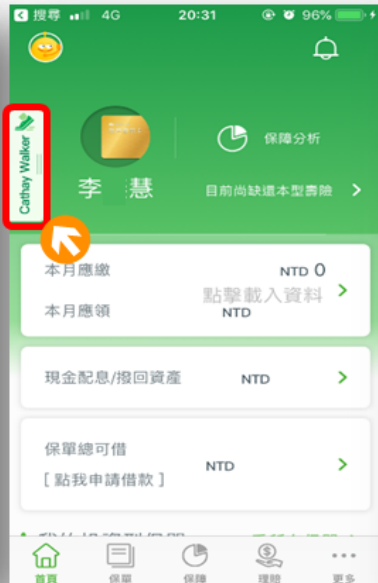 搜尋 4G 20:31 96%
Cathay Walker
保障分析
李 慧
目前尚缺還本型壽險
本月應繳 NTD 0
點擊載入資料
本月應領 NTD
現金配息/撥回資產 NTD
保單總可借
[ 點我申請借款 ] NTD
首頁 保單 保障 理賠 更多